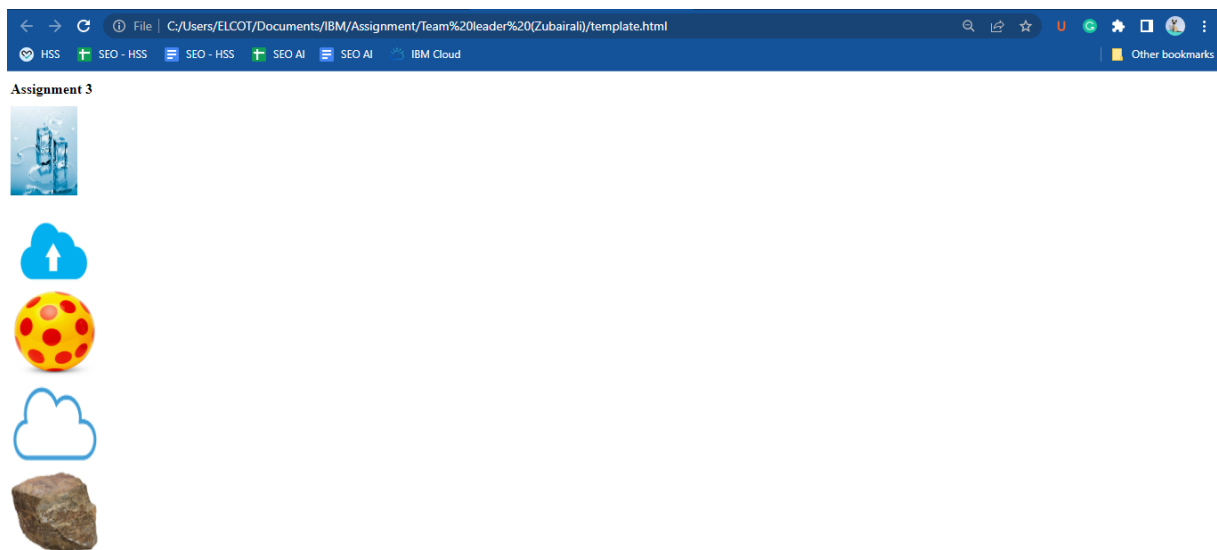 File | C:/Users/ELCOT/Documents/IBM/Assignment/Team%20leader%20(Zubairali)/template.html
HSS SEO - HSS SEO - HSS SEO AI SEO AI IBM Cloud Other bookmarks
Assignment 3